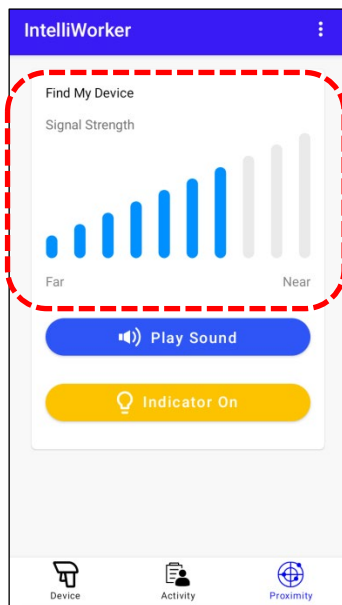 IntelliWorker
Find My Device
Signal Strength
Far Near
Play Sound
Indicator On
Device Activity Proximity